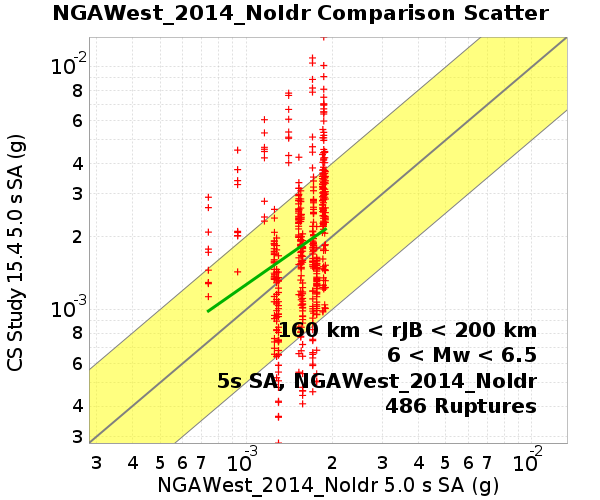 NGAWest_2014_NoIdr Comparison Scatter
CS Study 15.4 5.0 s SA (g)
10-2
8
6
4
3
2
10-3
8
6
4
3
160 km < rJB < 200 km
6 < Mw < 6.5
5s SA, NGAWest_2014_NoIdr
486 Ruptures
3 4 5 6 7 10-3 2 3 4 5 6 7 10-2
NGAWest_2014_NoIdr 5.0 s SA (g)